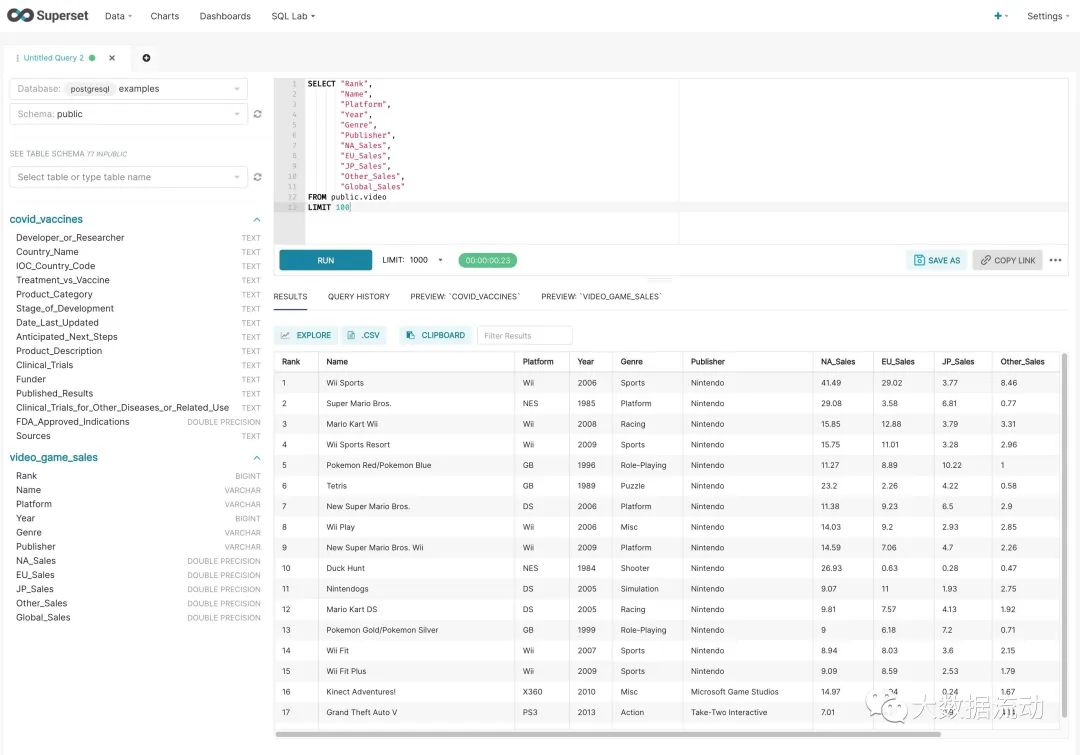 Superset Data Charts Dashboards SQL Lab Settings
Untitled Query 2
Database: postgresql examples
Schema: public
SEE TABLE SCHEMA 77 IN PUBLIC
Select table or type table name
covid_vaccines
Developer_or_Researcher TEXT
Country_Name TEXT
IOC_Country_Code TEXT
Treatment_vs_Vaccine TEXT
Product_Category TEXT
Stage_of_Development TEXT
Date_Last_Updated TEXT
Anticipated_Next_Steps TEXT
Product_Description TEXT
Clinical_Trials TEXT
Funder TEXT
Published_Results TEXT
Clinical_Trials_for_Other_Diseases_or_Related_Use TEXT
FDA_Approved_Indications DOUBLE PRECISION
Sources TEXT
video_game_sales
Rank BIGINT
Name VARCHAR
Platform VARCHAR
Year BIGINT
Genre VARCHAR
Publisher VARCHAR
NA_Sales DOUBLE PRECISION
EU_Sales DOUBLE PRECISION
JP_Sales DOUBLE PRECISION
Other_Sales DOUBLE PRECISION
Global_Sales DOUBLE PRECISION
1 SELECT "Rank",
2 "Name",
3 "Platform",
4 "Year",
5 "Genre",
6 "Publisher",
7 "NA_Sales",
8 "EU_Sales",
9 "JP_Sales",
10 "Other_Sales",
11 "Global_Sales"
12 FROM public.video
13 LIMIT 100
RUN LIMIT: 1000 00:00:00.23 SAVE AS COPY LINK
RESULTS QUERY HISTORY PREVIEW: `COVID_VACCINES` PREVIEW: `VIDEO_GAME_SALES`
EXPLORE .CSV CLIPBOARD Filter Results
Rank Name Platform Year Genre Publisher NA_Sales EU_Sales JP_Sales Other_Sales
1 Wii Sports Wii 2006 Sports Nintendo 41.49 29.02 3.77 8.46
2 Super Mario Bros. NES 1985 Platform Nintendo 29.08 3.58 6.81 0.77
3 Mario Kart Wii Wii 2008 Racing Nintendo 15.85 12.88 3.79 3.31
4 Wii Sports Resort Wii 2009 Sports Nintendo 15.75 11.01 3.28 2.96
5 Pokemon Red/Pokemon Blue GB 1996 Role-Playing Nintendo 11.27 8.89 10.22 1
6 Tetris GB 1989 Puzzle Nintendo 23.2 2.26 4.22 0.58
7 New Super Mario Bros. DS 2006 Platform Nintendo 11.38 9.23 6.5 2.9
8 Wii Play Wii 2006 Misc Nintendo 14.03 9.2 2.93 2.85
9 New Super Mario Bros. Wii Wii 2009 Platform Nintendo 14.59 7.06 4.7 2.26
10 Duck Hunt NES 1984 Shooter Nintendo 26.93 0.63 0.28 0.47
11 Nintendogs DS 2005 Simulation Nintendo 9.07 11 1.93 2.75
12 Mario Kart DS DS 2005 Racing Nintendo 9.81 7.57 4.13 1.92
13 Pokemon Gold/Pokemon Silver GB 1999 Role-Playing Nintendo 9 6.18 7.2 0.71
14 Wii Fit Wii 2007 Sports Nintendo 8.94 8.03 3.6 2.15
15 Wii Fit Plus Wii 2009 Sports Nintendo 9.09 8.59 2.53 1.79
16 Kinect Adventures! X360 2010 Misc Microsoft Game Studios 14.97 0.24 1.67
17 Grand Theft Auto V PS3 2013 Action Take-Two Interactive 7.01
大数据流动